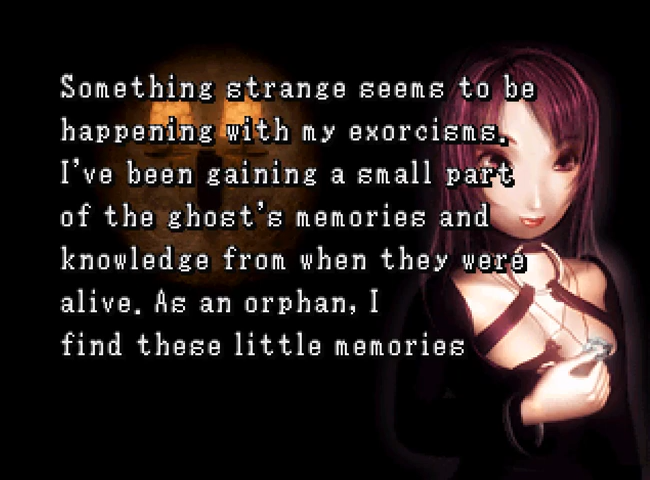 Something strange seems to be
happening with my exorcisms.
I've been gaining a small part
of the ghost's memories and
knowledge from when they were
alive. As an orphan, I
find these little memories